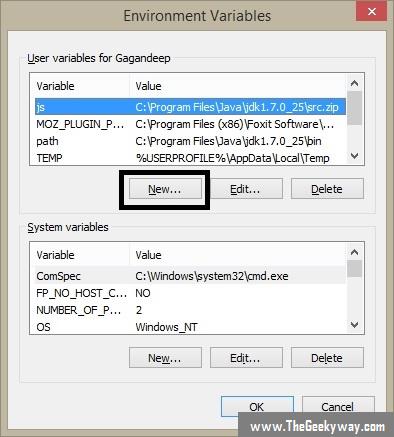 Environment Variables
×
User variables for Gagandeep
Variable Value
js C:\Program Files\Java\jdk1.7.0_25\src.zip
MOZ_PLUGIN_P... C:\Program Files (x86)\Foxit Software\...
path C:\Program Files\Java\jdk1.7.0_25\bin
TEMP %USERPROFILE%\AppData\Local\Temp
New... Edit... Delete
System variables
Variable Value
ComSpec C:\Windows\system32\cmd.exe
FP_NO_HOST_C... NO
NUMBER_OF_P... 2
OS Windows_NT
New... Edit... Delete
OK Cancel
www.TheGeekyway.com